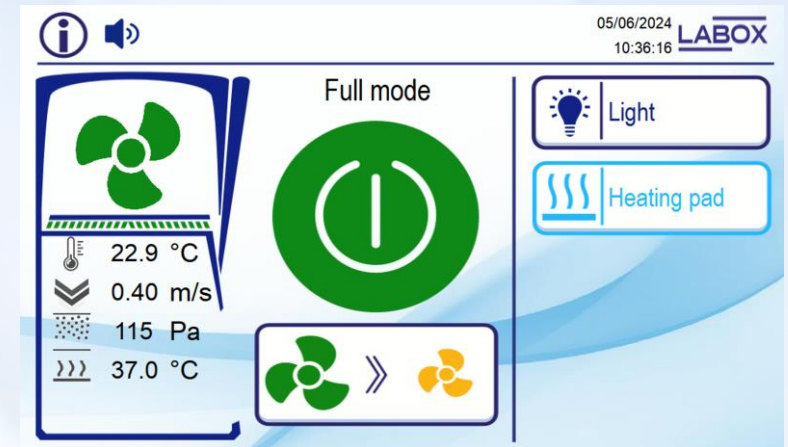 05/06/2024
10:36:16
LABOX
Full mode
Light
Heating pad
22.9 °C
0.40 m/s
115 Pa
37.0 °C